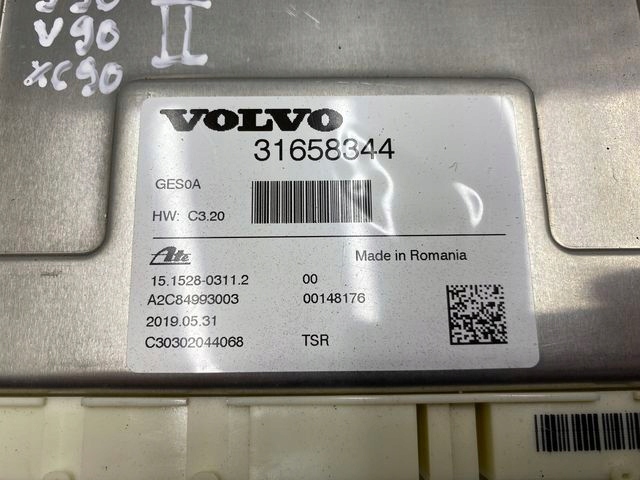 V90 II
XC90
VOLVO
31658344
GES0A
HW: C3.20
Ate
Made in Romania
15.1528-0311.2 00
A2C84993003 00148176
2019.05.31
C30302044068 TSR